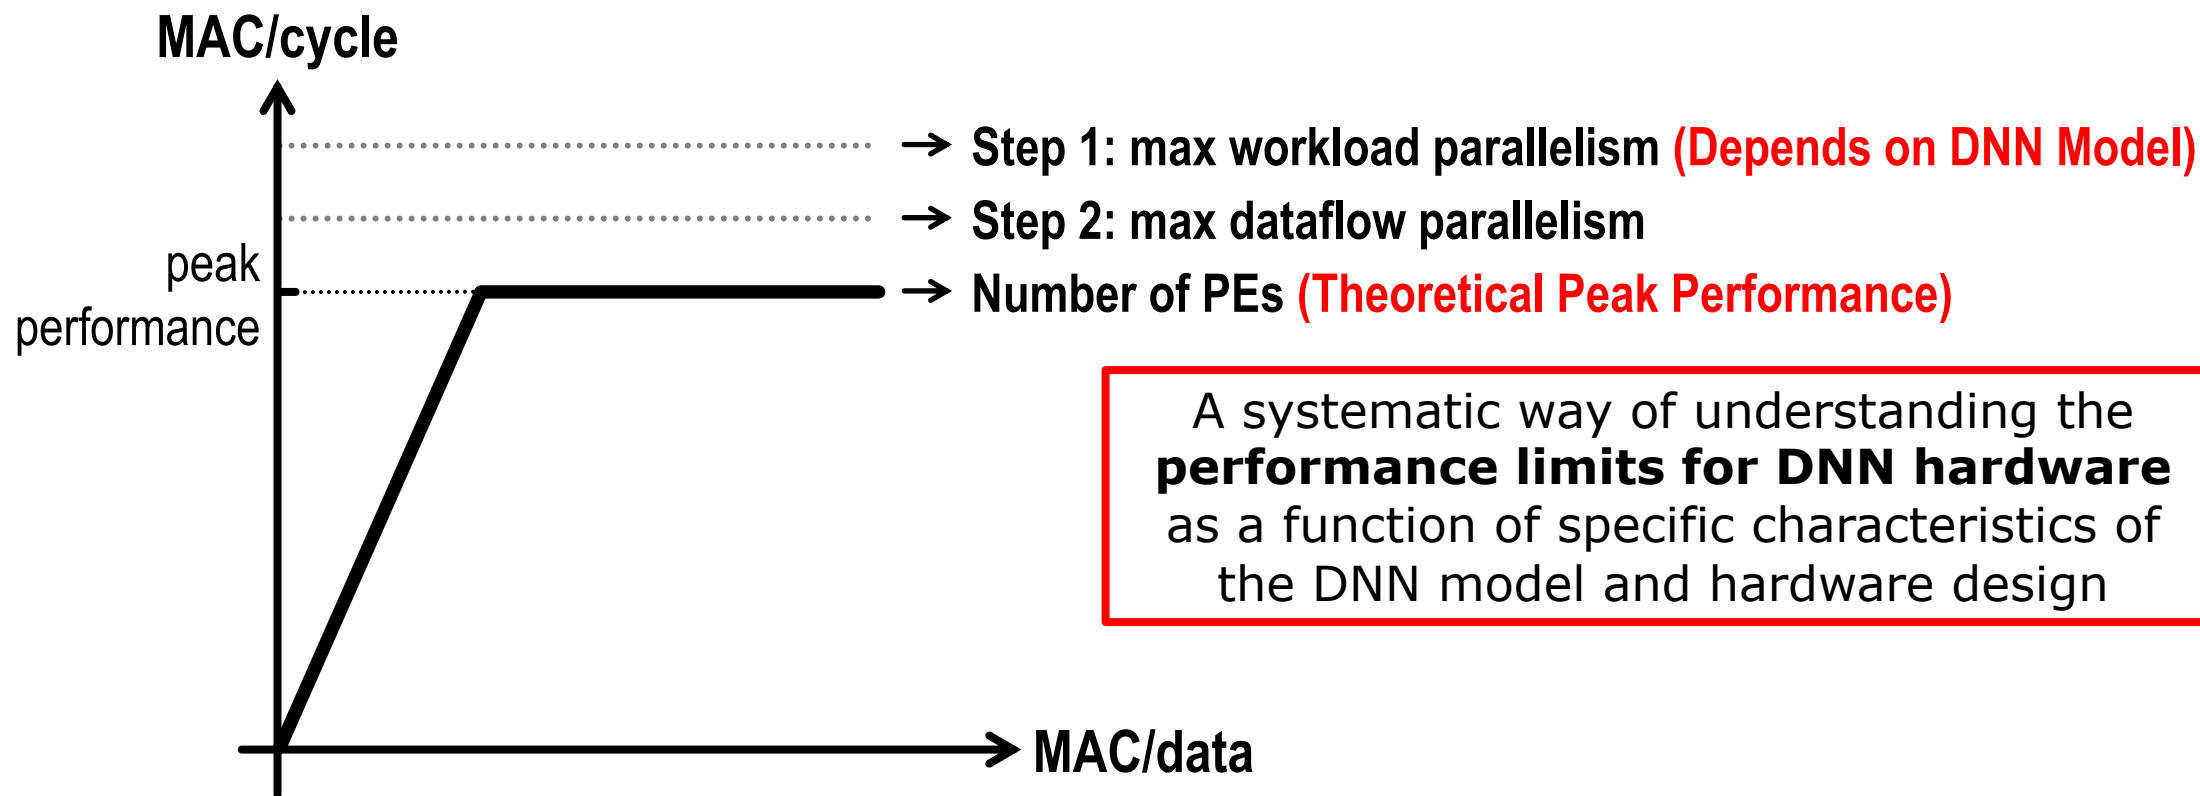 MAC/cycle
Step 1: max workload parallelism (Depends on DNN Model)
Step 2: max dataflow parallelism
peak
performance
Number of PEs (Theoretical Peak Performance)
A systematic way of understanding the
performance limits for DNN hardware
as a function of specific characteristics of
the DNN model and hardware design
MAC/data